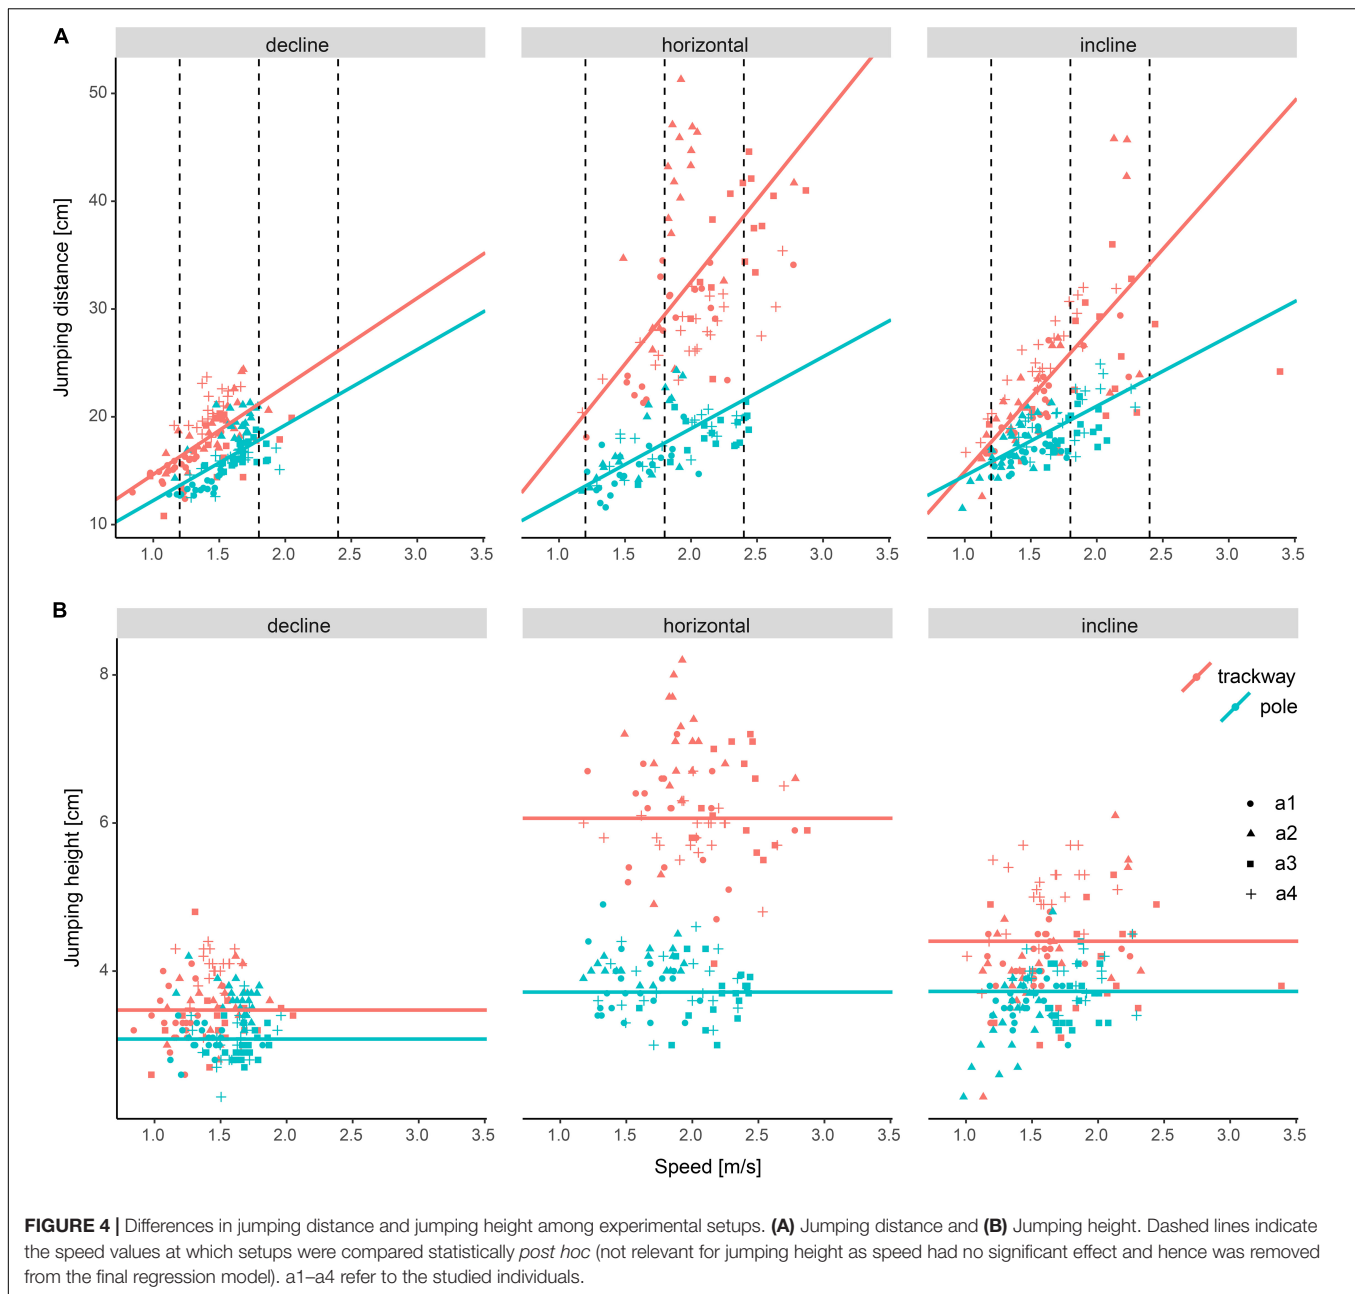 A
decline
horizontal
incline
Jumping distance [cm]
50
40
30
20
10
1.0 1.5 2.0 2.5 3.0 3.5
1.0 1.5 2.0 2.5 3.0 3.5
1.0 1.5 2.0 2.5 3.0 3.5
B
decline
horizontal
incline
Jumping height [cm]
8
6
4
trackway
pole
a1
a2
a3
a4
1.0 1.5 2.0 2.5 3.0 3.5
1.0 1.5 2.0 2.5 3.0 3.5
1.0 1.5 2.0 2.5 3.0 3.5
Speed [m/s]
FIGURE 4 | Differences in jumping distance and jumping height among experimental setups. (A) Jumping distance and (B) Jumping height. Dashed lines indicate
the speed values at which setups were compared statistically post hoc (not relevant for jumping height as speed had no significant effect and hence was removed
from the final regression model). a1–a4 refer to the studied individuals.